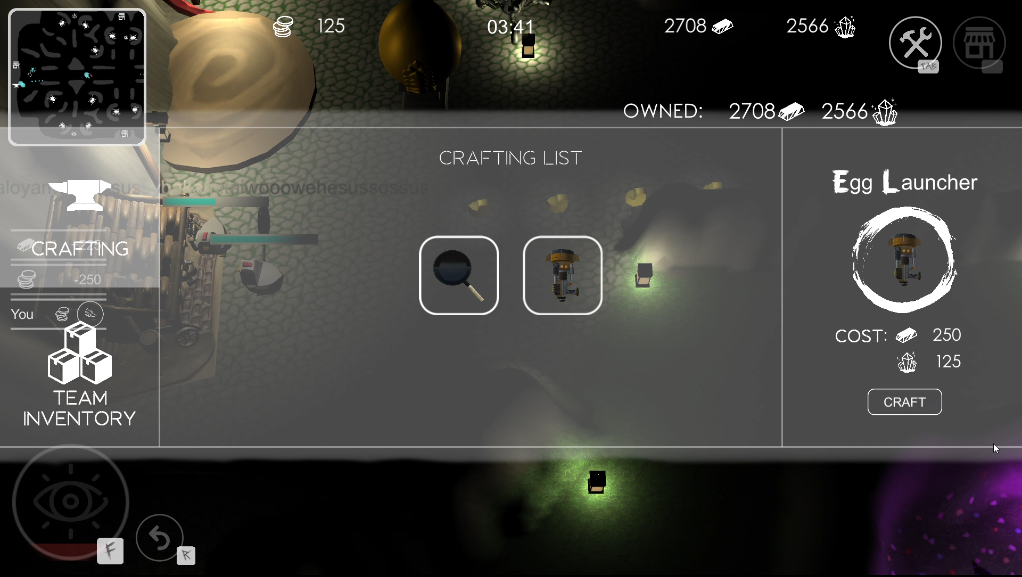 125
03:41
2708
2566
TAB
OWNED: 2708 2566
CRAFTING LIST
CRAFTING
-250
You
TEAM
INVENTORY
Egg Launcher
COST: 250
125
CRAFT
F
R